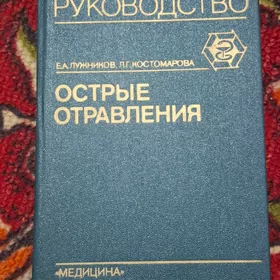 РУКОВОДСТВО
Е.А.ЛУЖНИКОВ, Л.Г.КОСТОМАРОВА
ОСТРЫЕ
ОТРАВЛЕНИЯ
"МЕДИЦИНА"